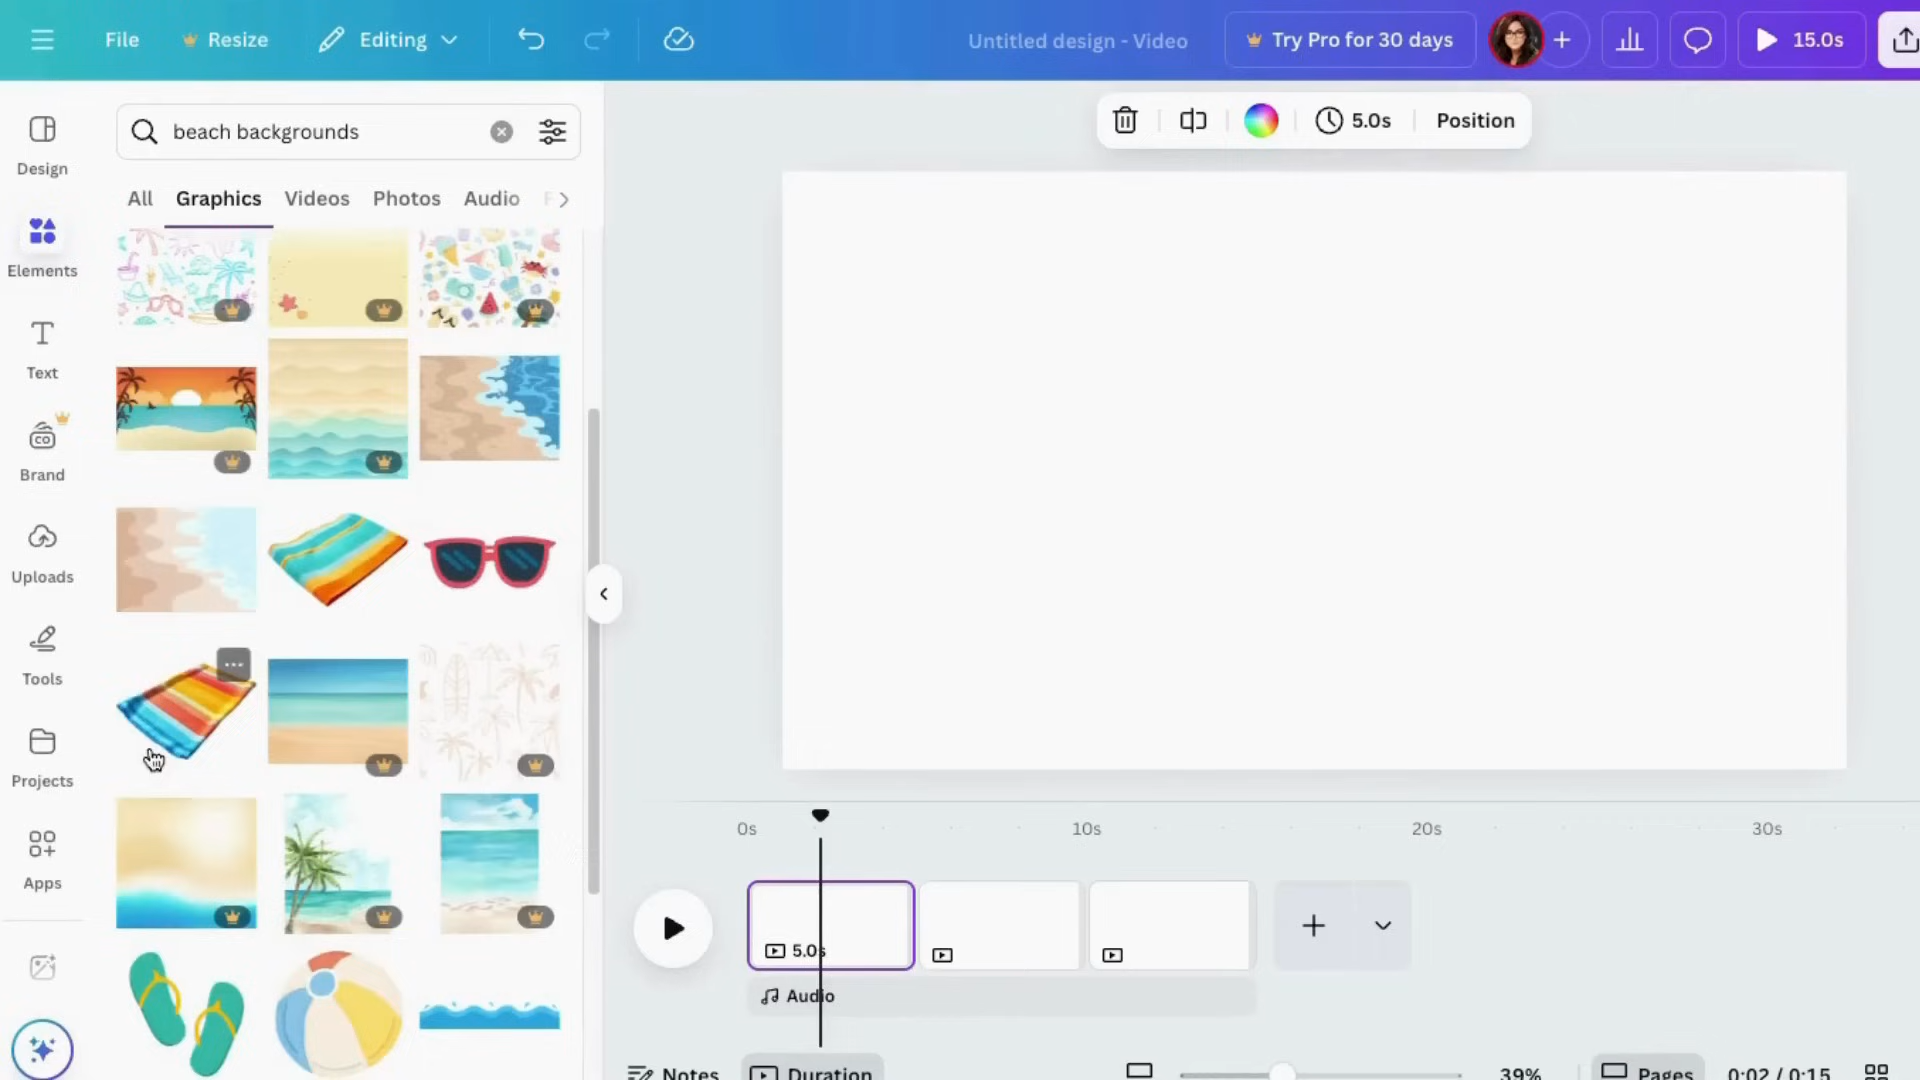 File
Resize
Editing
Untitled design - Video
Try Pro for 30 days
15.0s
Design
Elements
Text
Brand
CO
Uploads
Tools
Projects
Apps
beach backgrounds
All
Graphics
Videos
Photos
Audio
5.0s
Position
0s
10s
20s
30s
5.0s
Audio
Notes
Duration
39%
Pages
0:02 / 0:15